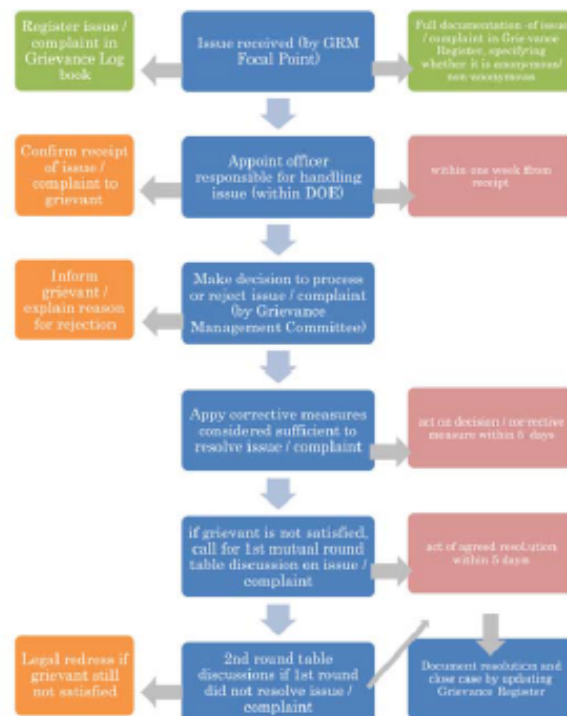 Register issue /
complaint in
Grievance Log
book
Issue received (by GRM
Focal Point)
Full documentation of issue
/ complaint in Grievance
Register, specifying
whether it is anonymous/
non-anonymous
Confirm receipt
of issue /
complaint to
grievant
Appoint officer
responsible for handling
issue (within DOE)
within one week from
receipt
Inform
grievant /
explain reason
for rejection
Make decision to process
or reject issue / complaint
(by Grievance
Management Committee)
Appy corrective measures
considered sufficient to
resolve issue / complaint
act on decision / corrective
measure within 5 days
if grievant is not satisfied,
call for 1st mutual round
table discussion on issue /
complaint
act of agreed resolution
within 5 days
Legal redress if
grievant still
not satisfied
2nd round table
discussions if 1st round
did not resolve issue /
complaint
Document resolution and
close case by updating
Grievance Register